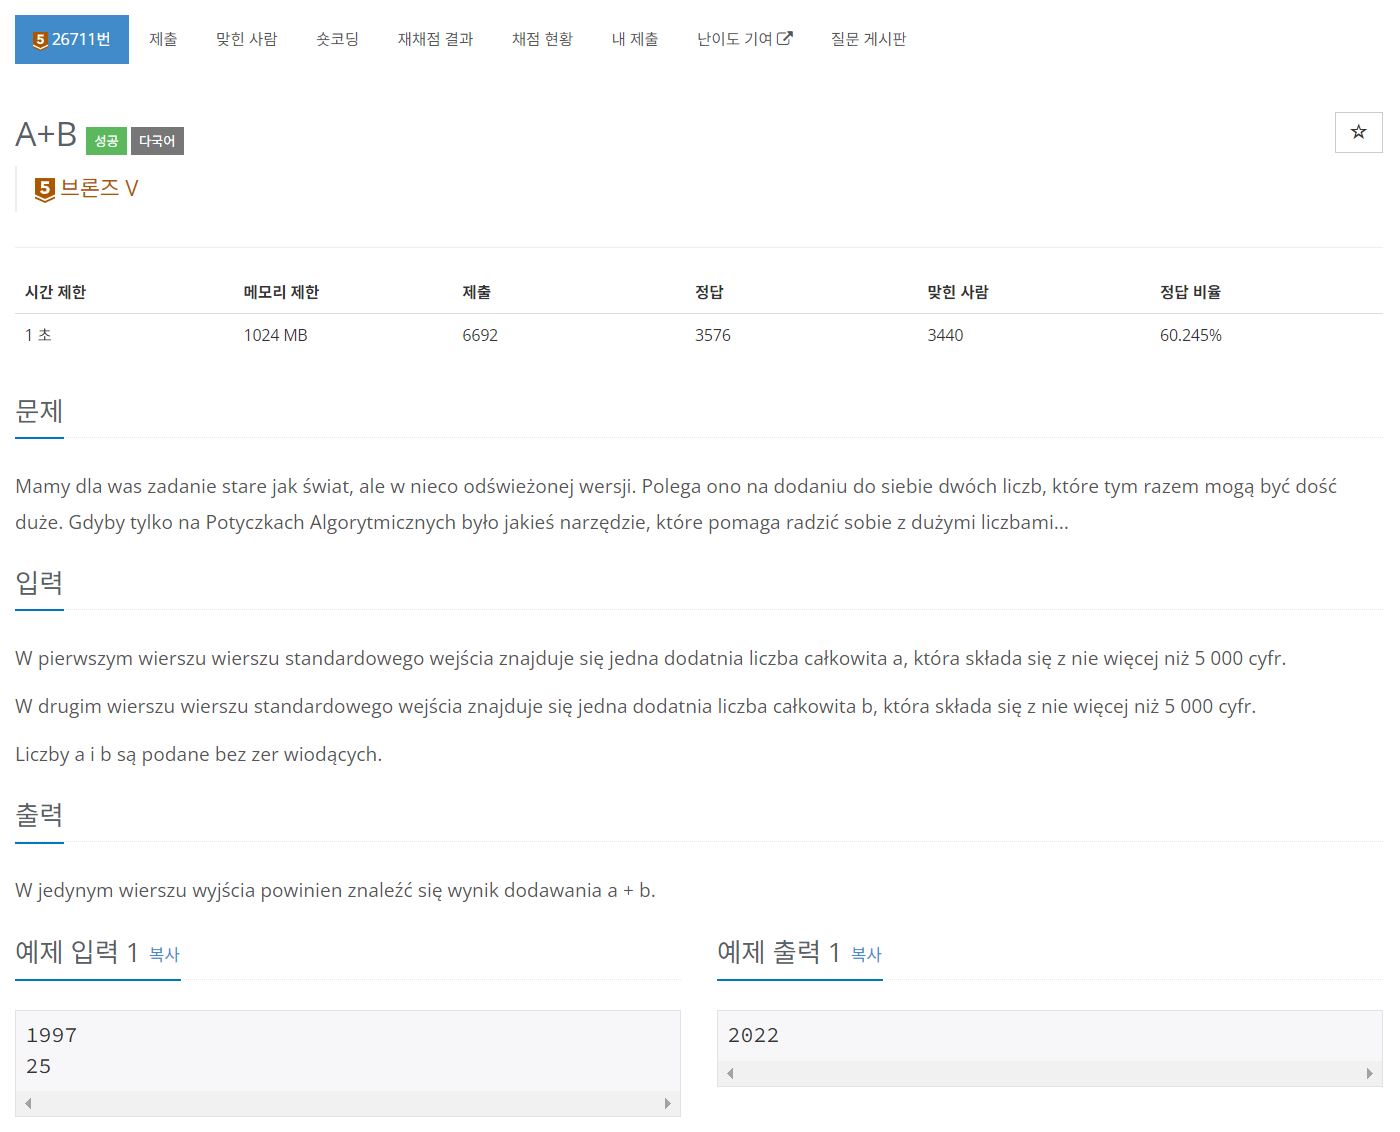 5 26711번 제출 맞힌 사람 숏코딩 재채점 결과 채점 현황 내 제출 난이도 기여 질문 게시판
A+B 성공 다국어
5 브론즈 V
시간 제한 메모리 제한 제출 정답 맞힌 사람 정답 비율
1 초 1024 MB 6692 3576 3440 60.245%
문제
Mamy dla was zadanie stare jak świat, ale w nieco odświeżonej wersji. Polega ono na dodaniu do siebie dwóch liczb, które tym razem mogą być dość
duże. Gdyby tylko na Potyczkach Algorytmicznych było jakieś narzędzie, które pomaga radzić sobie z dużymi liczbami...
입력
W pierwszym wierszu wierszu standardowego wejścia znajduje się jedna dodatnia liczba całkowita a, która składa się z nie więcej niż 5 000 cyfr.
W drugim wierszu wierszu standardowego wejścia znajduje się jedna dodatnia liczba całkowita b, która składa się z nie więcej niż 5 000 cyfr.
Liczby a i b są podane bez zer wiodących.
출력
W jedynym wierszu wyjścia powinien znaleźć się wynik dodawania a + b.
예제 입력 1 복사
1997
25
예제 출력 1 복사
2022